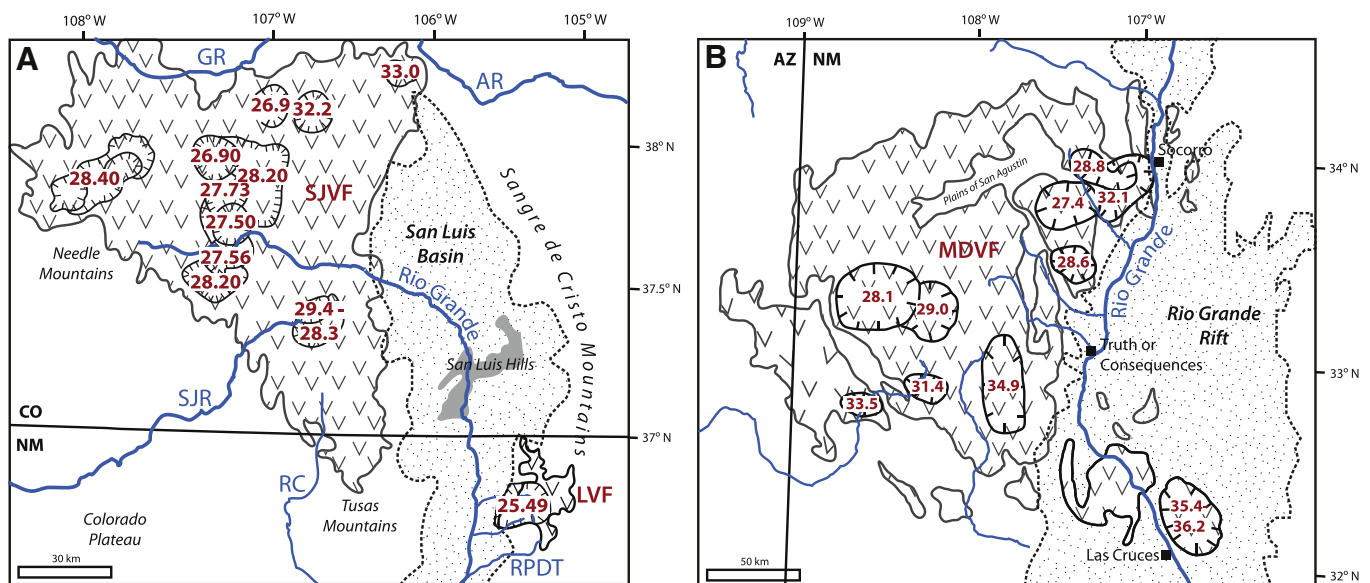 108° W
107° W
106° W
105° W
A
GR
AR
33.0
26.9
32.2
38° N
26.90
28.20
28.40
27.73
SJVF
27.50
Sangre de Cristo Mountains
San Luis
Basin
Needle
Mountains
27.56
28.20
Rio Grande
37.5° N
29.4 -
28.3
San Luis Hills
SJR
CO
NM
37° N
RC
LVF
25.49
Tusas
Mountains
Colorado
Plateau
RPDT
30 km
109° W
108° W
107° W
B
AZ
NM
Socorro
34° N
28.8
Plains of San Agustin
27.4
32.1
MDVF
28.6
Rio Grande
28.1
29.0
Rio Grande
Rift
Truth or
Consequences
33° N
31.4
34.9
33.5
35.4-
36.2
Las Cruces
50 km
32° N